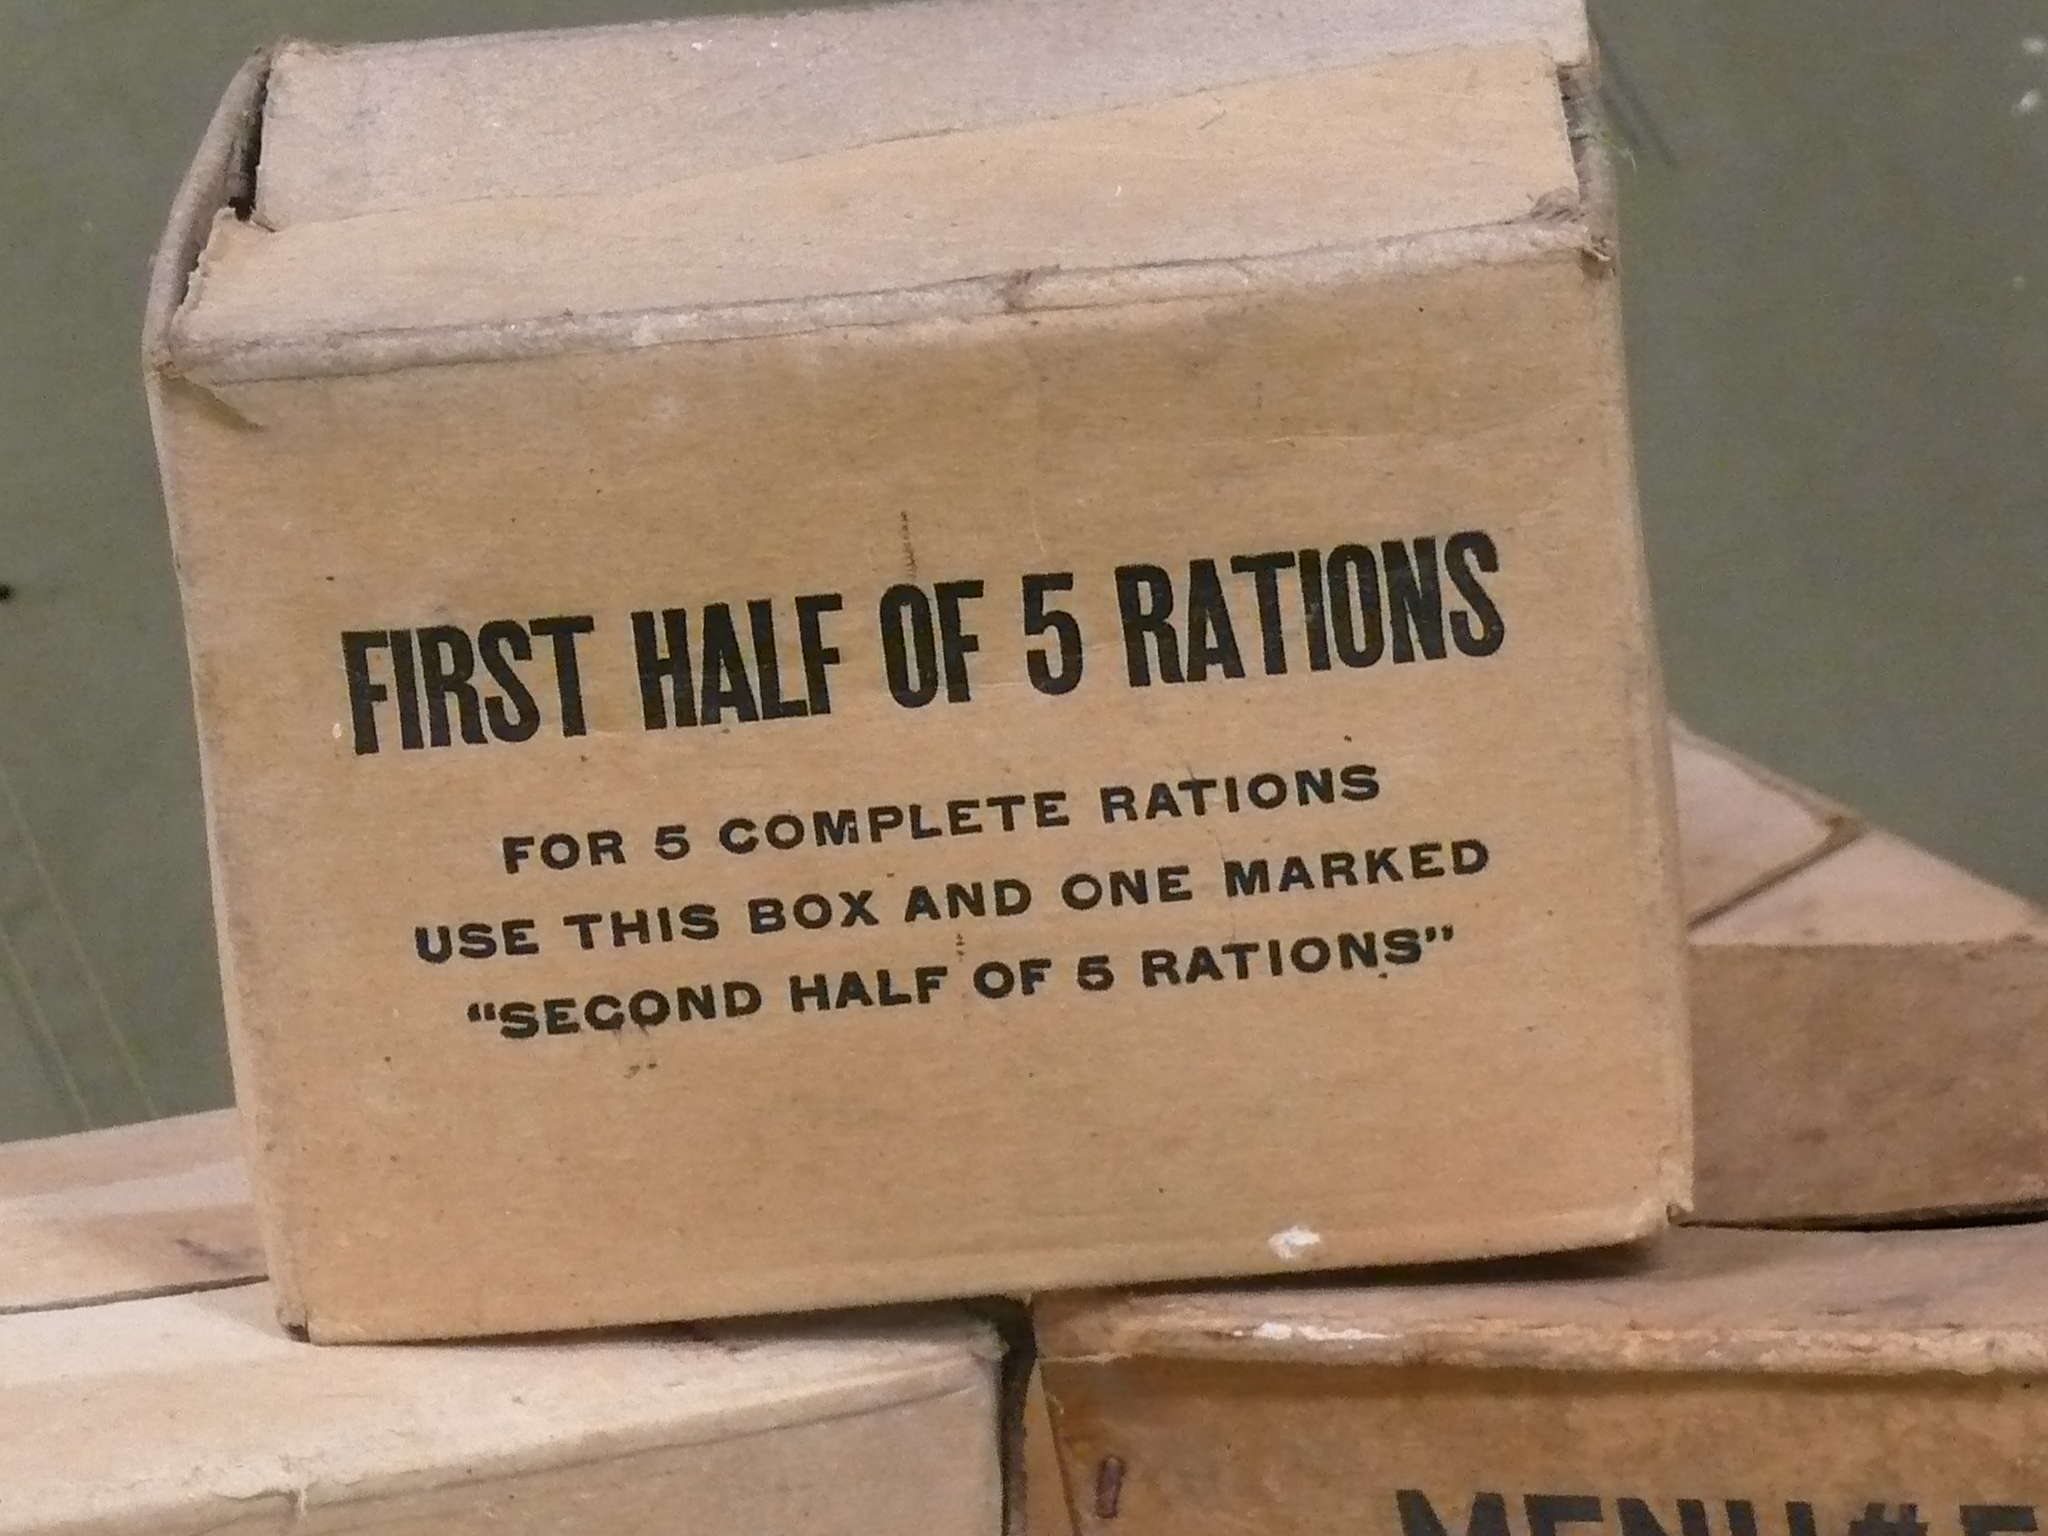 FIRST HALF OF 5 RATIONS
FOR 5 COMPLETE RATIONS
USE THIS BOX AND ONE MARKED
“SECOND HALF OF 5 RATIONS”
MENU #